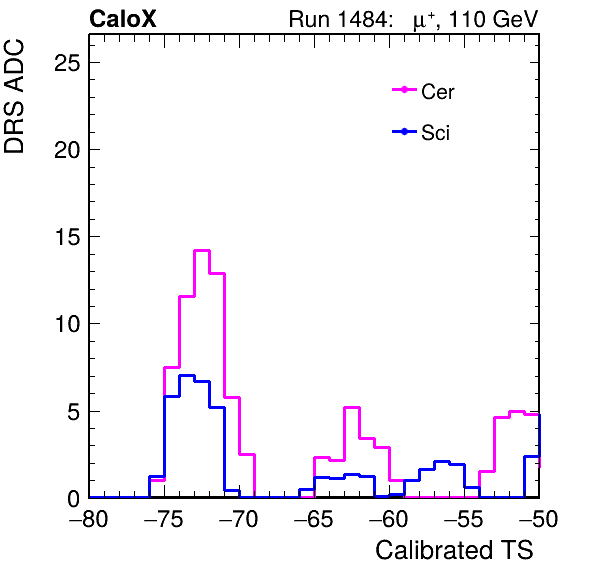 CaloX Run 1484: μ⁺, 110 GeV
DRS ADC
25
20
15
10
5
0
Cer
Sci
−80 −75 −70 −65 −60 −55 −50
Calibrated TS